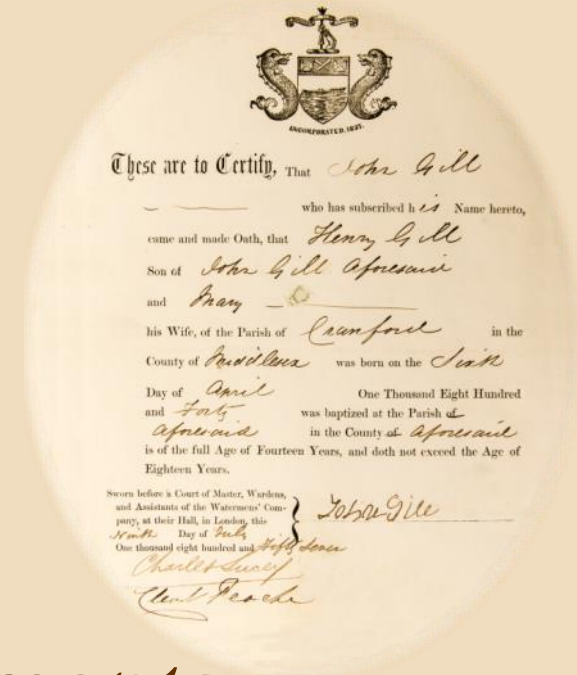 INCORPORATED, 1827.
These are to Certify, That John Gill
who has subscribed his Name hereto,
came and made Oath, that Henry Gill
Son of John Gill Aforesaid
and Mary
his Wife, of the Parish of Cranford in the
County of Middlesex was born on the Sixth
Day of April One Thousand Eight Hundred
and Forty was baptized at the Parish of
Aforesaid in the County of Aforesaid
is of the full Age of Fourteen Years, and doth not exceed the Age of
Eighteen Years.
Sworn before a Court of Master, Wardens,
and Assistants of the Watermens' Com-
pany, at their Hall, in London, this
Ninth Day of July
One thousand eight hundred and Fifty Seven
John Gill
Charles Lucey